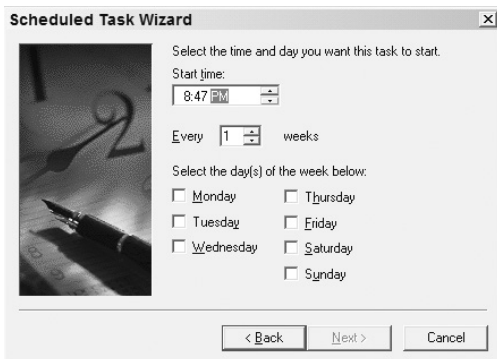 Scheduled Task Wizard
Select the time and day you want this task to start.
Start time:
8:47 PM
Every 1 weeks
Select the day(s) of the week below:
Monday Thursday
Tuesday Friday
Wednesday Saturday
Sunday
< Back Next > Cancel